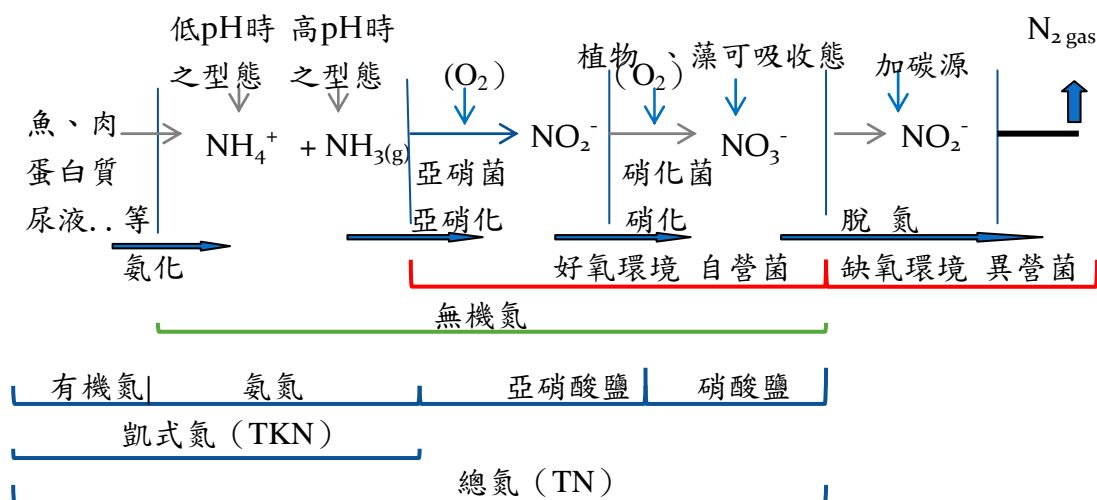 低pH時 高pH時
之型態 之型態
(O₂) 植物 、藻可吸收態
(O₂)
加碳源
N₂ gas
魚、肉
蛋白質
尿液..等
NH₄⁺ + NH₃(g)
NO₂⁻
NO₃⁻
NO₂⁻
亞硝菌
亞硝化
硝化菌
硝化
脫 氮
氨化
好氧環境 自營菌
缺氧環境 異營菌
無機氮
有機氮| 氨氮 亞硝酸鹽 硝酸鹽
凱式氮（TKN）
總氮（TN）